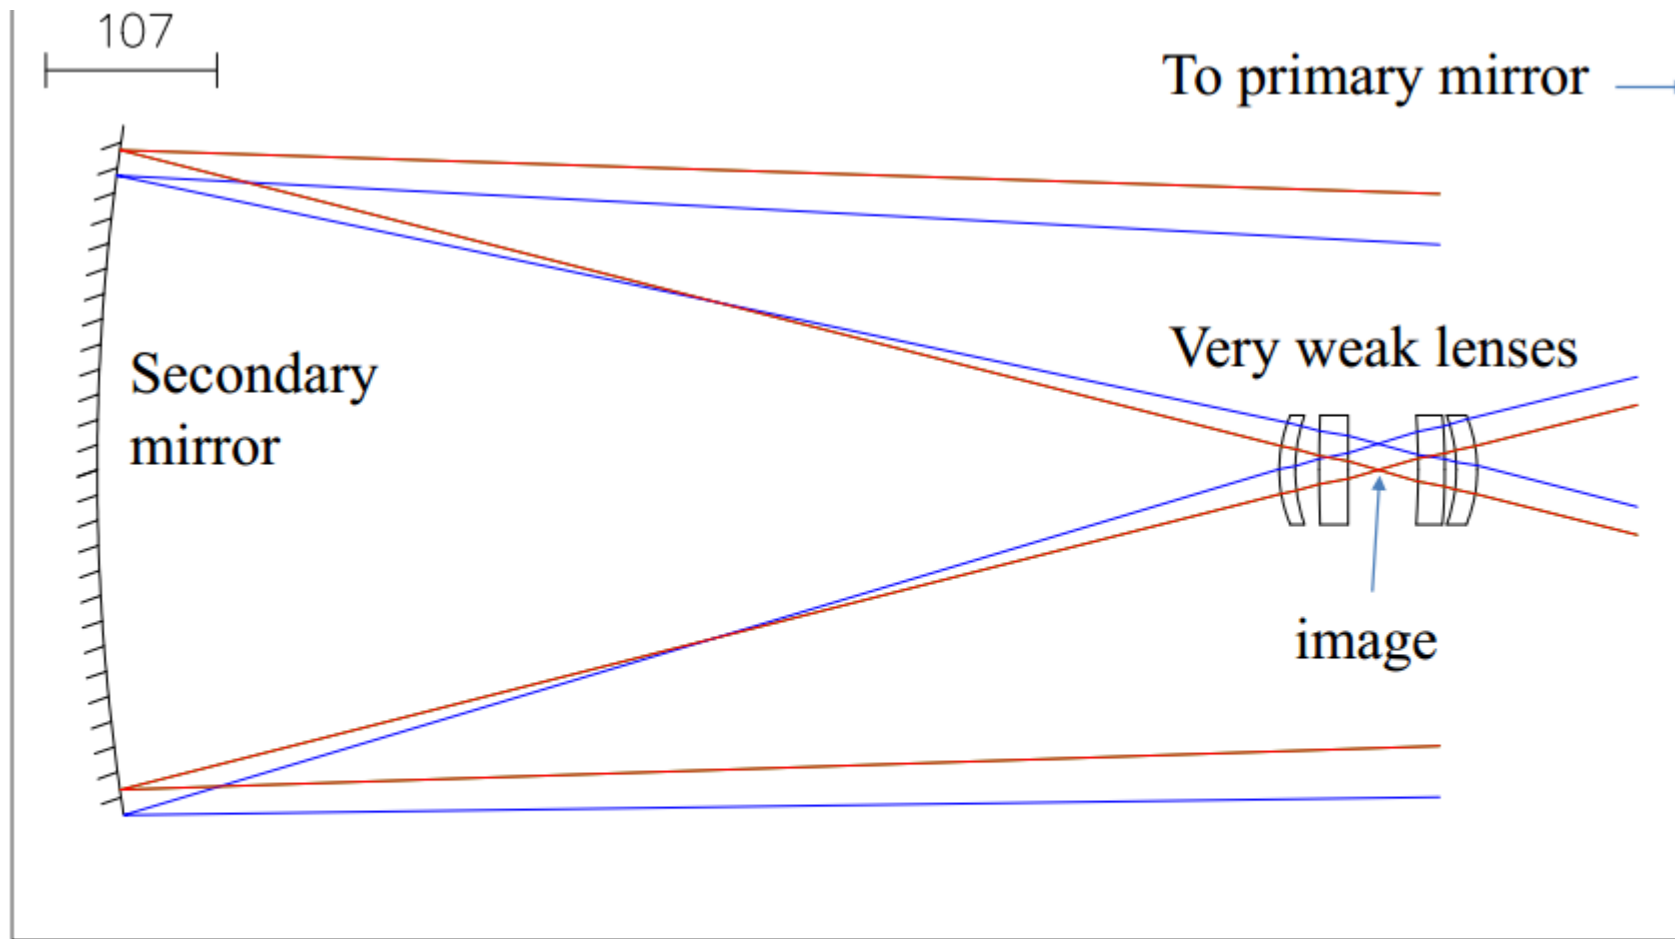 107
To primary mirror
Very weak lenses
Secondary
mirror
image